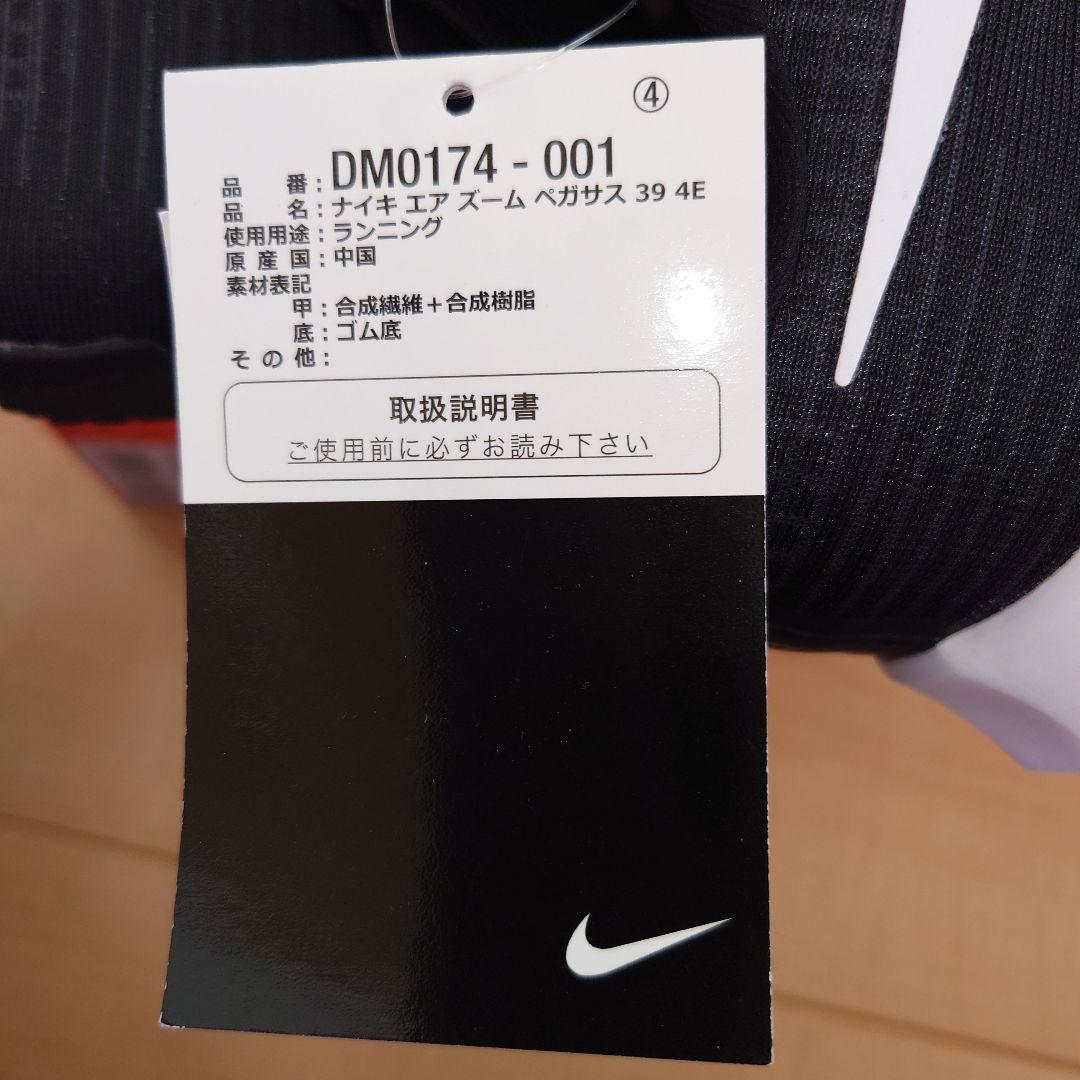 ④
品番：DM0174 - 001
品名：ナイキ エア ズーム ペガサス 39 4E
使用用途：ランニング
原産国：中国
素材表記
甲：合成繊維＋合成樹脂
底：ゴム底
その他：
取扱説明書
ご使用前に必ずお読み下さい